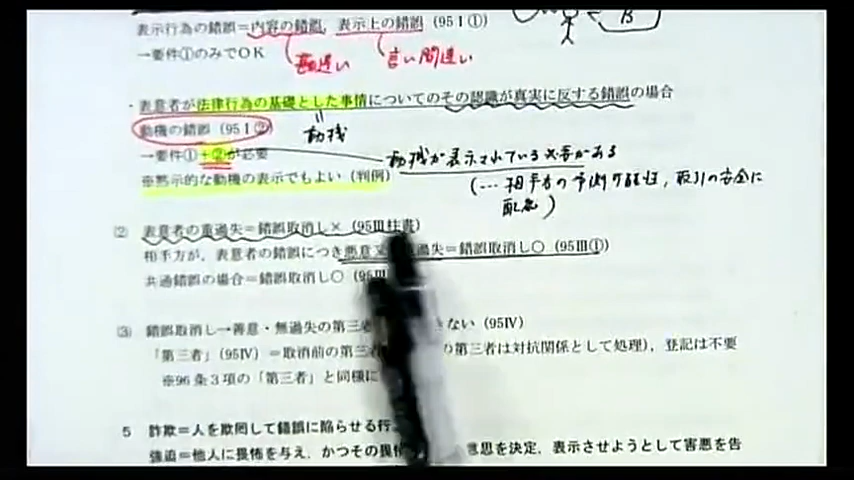 表示行為の錯誤＝内容の錯誤，表示上の錯誤（95Ⅰ①）
B
→要件①のみでＯＫ
勘違い 言い間違い
・表意者が法律行為の基礎とした事情についてのその認識が真実に反する錯誤の場合
動機の錯誤（95Ⅰ②）
動機
→要件①＋②が必要
動機が表示されている必要がある
※黙示的な動機の表示でもよい（判例）
(… 相手方の予測可能性，取引の安全に
配慮)
② 表意者の重過失＝錯誤取消し×（95Ⅲ柱書）
相手方が，表意者の錯誤につき悪意又 過失＝錯誤取消し〇（95Ⅲ①）
共通錯誤の場合＝錯誤取消し〇（95Ⅲ
③ 錯誤取消し→善意・無過失の第三者 きない（95Ⅳ）
「第三者」（95Ⅳ）＝取消前の第三者 の第三者は対抗関係として処理），登記は不要
※96条３項の「第三者」と同様に
5 詐欺＝人を欺罔して錯誤に陥らせる行
強迫＝他人に畏怖を与え，かつその畏怖 意思を決定，表示させようとして害悪を告